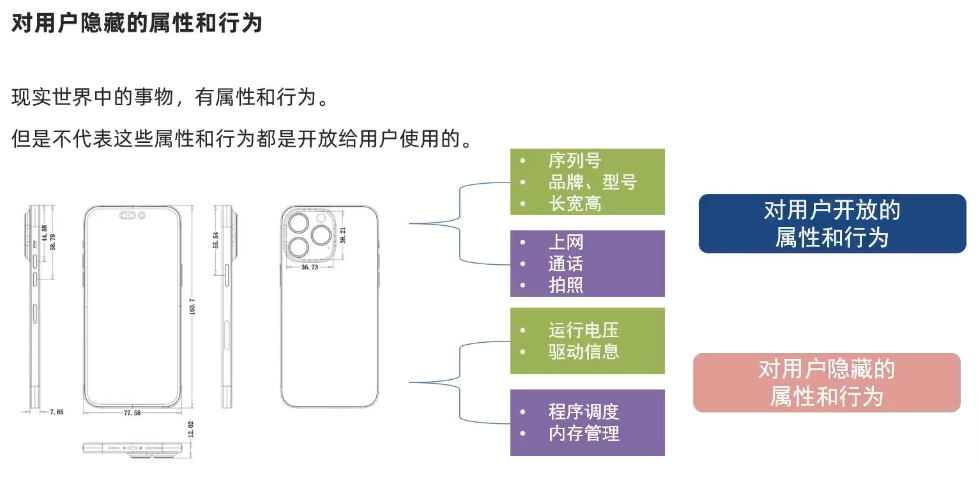 对用户隐藏的属性和行为
现实世界中的事物，有属性和行为。
但是不代表这些属性和行为都是开放给用户使用的。
• 序列号
• 品牌、型号
• 长宽高
• 上网
• 通话
• 拍照
对用户开放的
属性和行为
• 运行电压
• 驱动信息
• 程序调度
• 内存管理
对用户隐藏的
属性和行为
44.58
58.78
160.7
55.54
38.21
36.73
7.85
77.58
12.02